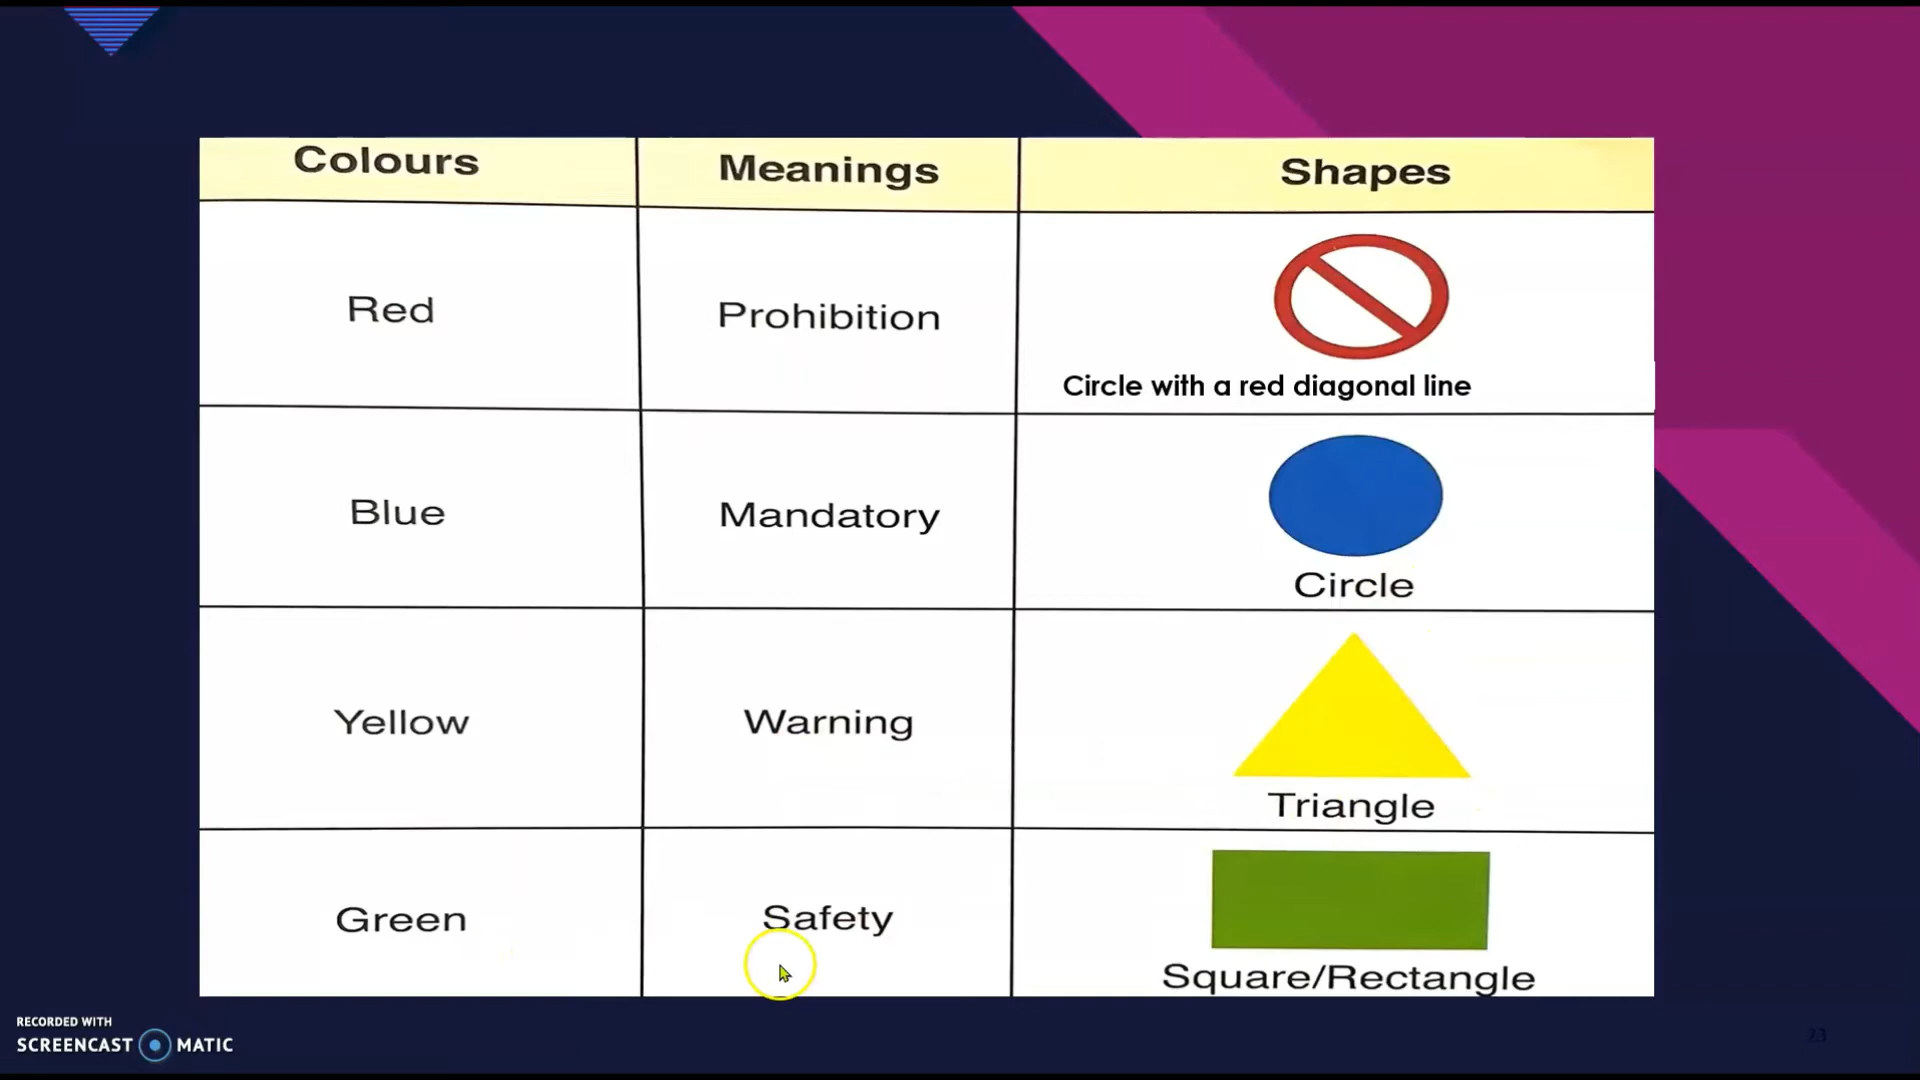 Colours Meanings Shapes
Red Prohibition
Circle with a red diagonal line
Blue Mandatory
Circle
Yellow Warning
Triangle
Green Safety
Square/Rectangle
RECORDED WITH
SCREENCAST MATIC
23